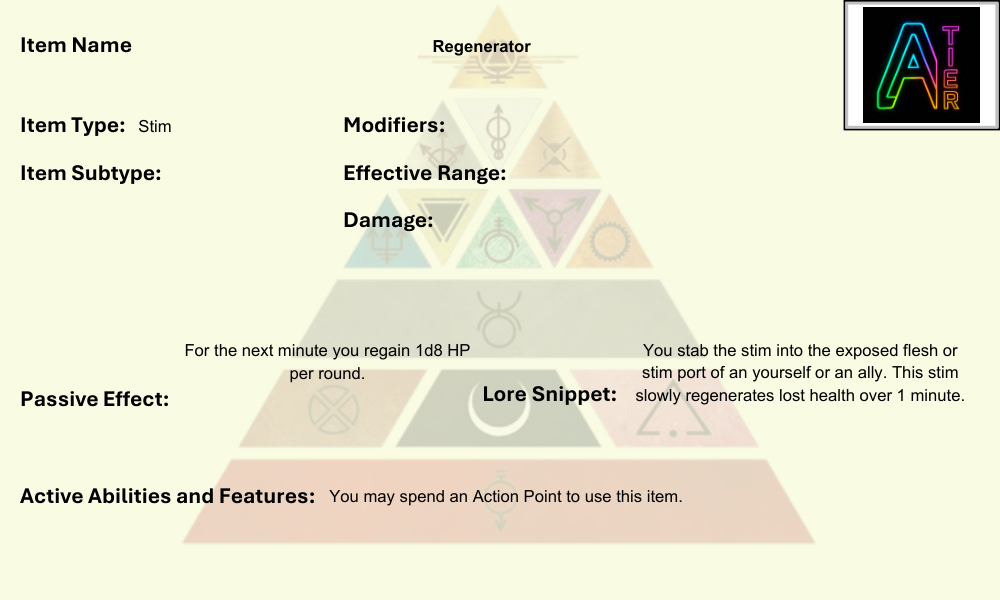 Item Name
Regenerator
A
TIER
Item Type: Stim
Modifiers:
Item Subtype:
Effective Range:
Damage:
Passive Effect:
For the next minute you regain 1d8 HP
per round.
Lore Snippet:
You stab the stim into the exposed flesh or
stim port of an yourself or an ally. This stim
slowly regenerates lost health over 1 minute.
Active Abilities and Features: You may spend an Action Point to use this item.